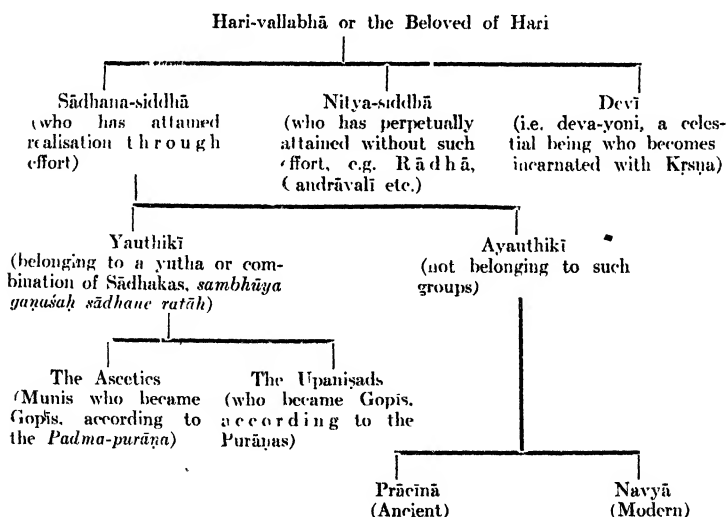 Hari-vallabhā or the Beloved of Hari
Sādhana-siddhā
(who has attained
realisation through
effort)
Nitya-siddhā
(who has perpetually
attained without such
effort, e.g. Rādhā,
Candrāvalī etc.)
Devī
(i.e. deva-yoni, a celes-
tial being who becomes
incarnated with Kṛsṇa)
Yauthikī
(belonging to a yutha or com-
bination of Sādhakas, sambhūya
gaṇaśaḥ sādhane ratāḥ)
Ayauthikī
(not belonging to such
groups)
The Ascetics
(Munis who became
Gopīs, according to
the Padma-purāṇa)
The Upaniṣads
(who became Gopīs,
according to the
Purāṇas)
Prācīnā
(Ancient)
Navyā
(Modern)